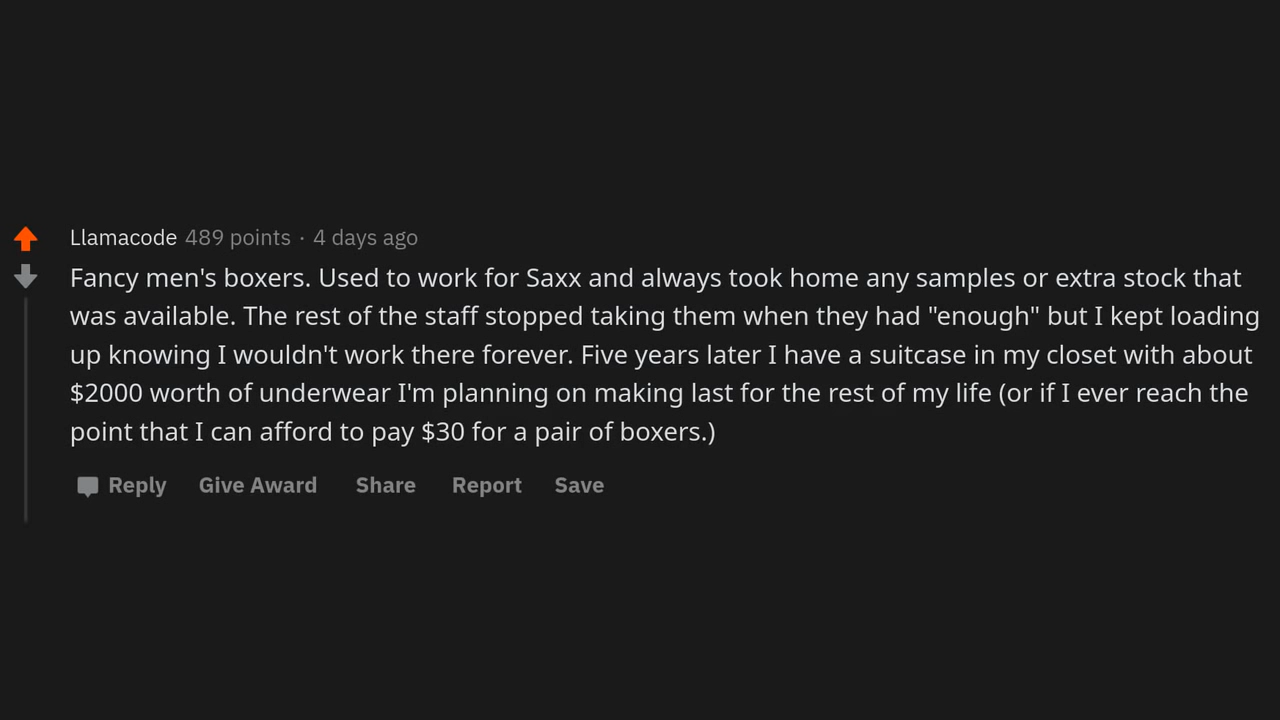 Llamacode 489 points · 4 days ago
Fancy men's boxers. Used to work for Saxx and always took home any samples or extra stock that
was available. The rest of the staff stopped taking them when they had "enough" but I kept loading
up knowing I wouldn't work there forever. Five years later I have a suitcase in my closet with about
$2000 worth of underwear I'm planning on making last for the rest of my life (or if I ever reach the
point that I can afford to pay $30 for a pair of boxers.)
Reply Give Award Share Report Save